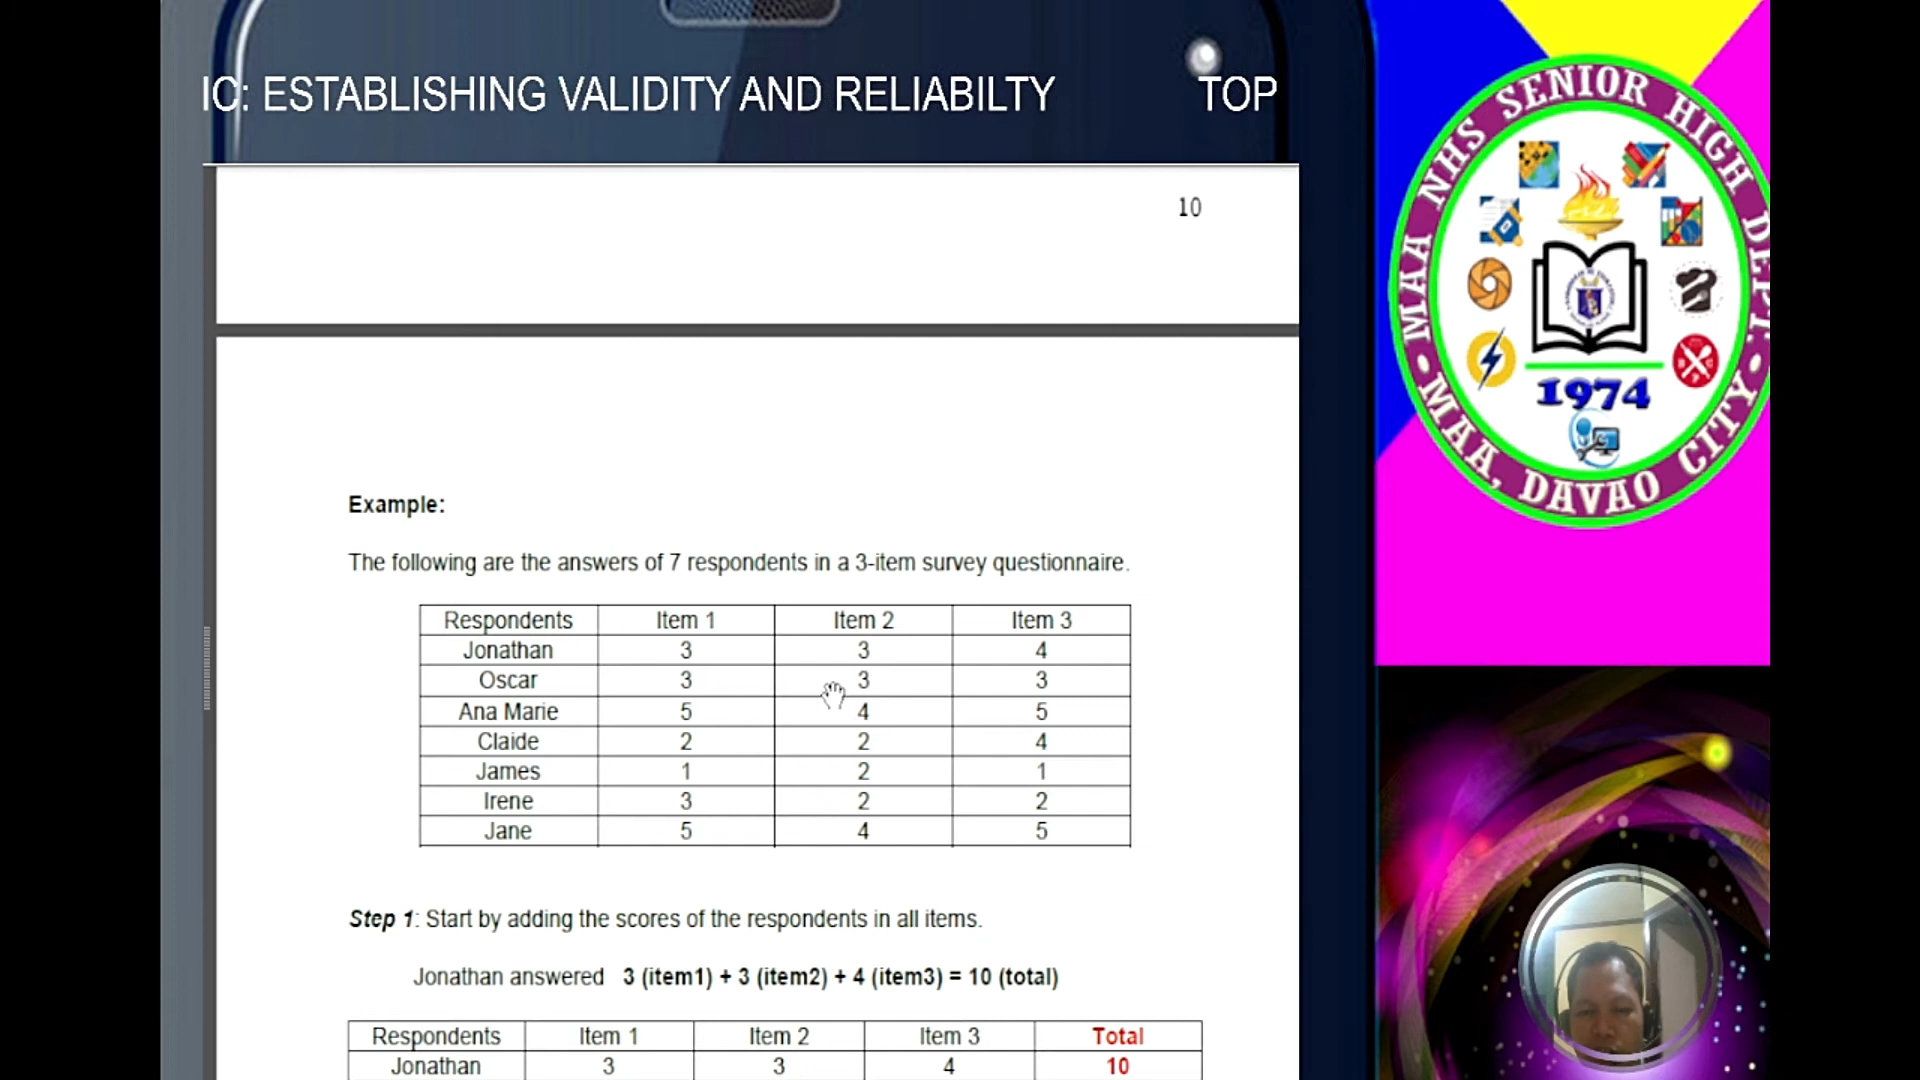 IC: ESTABLISHING VALIDITY AND RELIABILTY TOP
10
Example:
The following are the answers of 7 respondents in a 3-item survey questionnaire.
Respondents Item 1 Item 2 Item 3
Jonathan 3 3 4
Oscar 3 3 3
Ana Marie 5 4 5
Claide 2 2 4
James 1 2 1
Irene 3 2 2
Jane 5 4 5
Step 1: Start by adding the scores of the respondents in all items.
Jonathan answered 3 (item1) + 3 (item2) + 4 (item3) = 10 (total)
Respondents Item 1 Item 2 Item 3 Total
Jonathan 3 3 4 10
MAA NHS SENIOR HIGH DEPT.
1974
MAA, DAVAO CITY